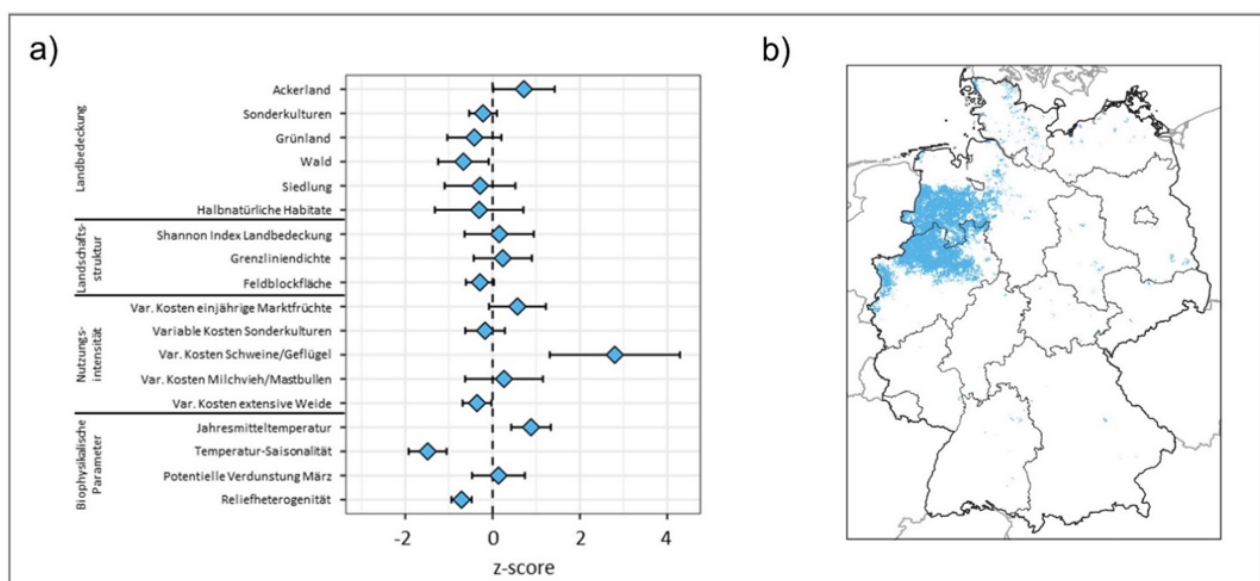 a)
b)
Landbedeckung
Ackerland
Sonderkulturen
Grünland
Wald
Siedlung
Halbnatürliche Habitate
Landschafts-
struktur
Shannon Index Landbedeckung
Grenzliniendichte
Feldblockfläche
Nutzungs-
intensität
Var. Kosten einjährige Marktfrüchte
Variable Kosten Sonderkulturen
Var. Kosten Schweine/Geflügel
Var. Kosten Milchvieh/Mastbullen
Var. Kosten extensive Weide
Biophysikalische
Parameter
Jahresmitteltemperatur
Temperatur-Saisonalität
Potentielle Verdunstung März
Reliefheterogenität
-2 0 2 4
z-score